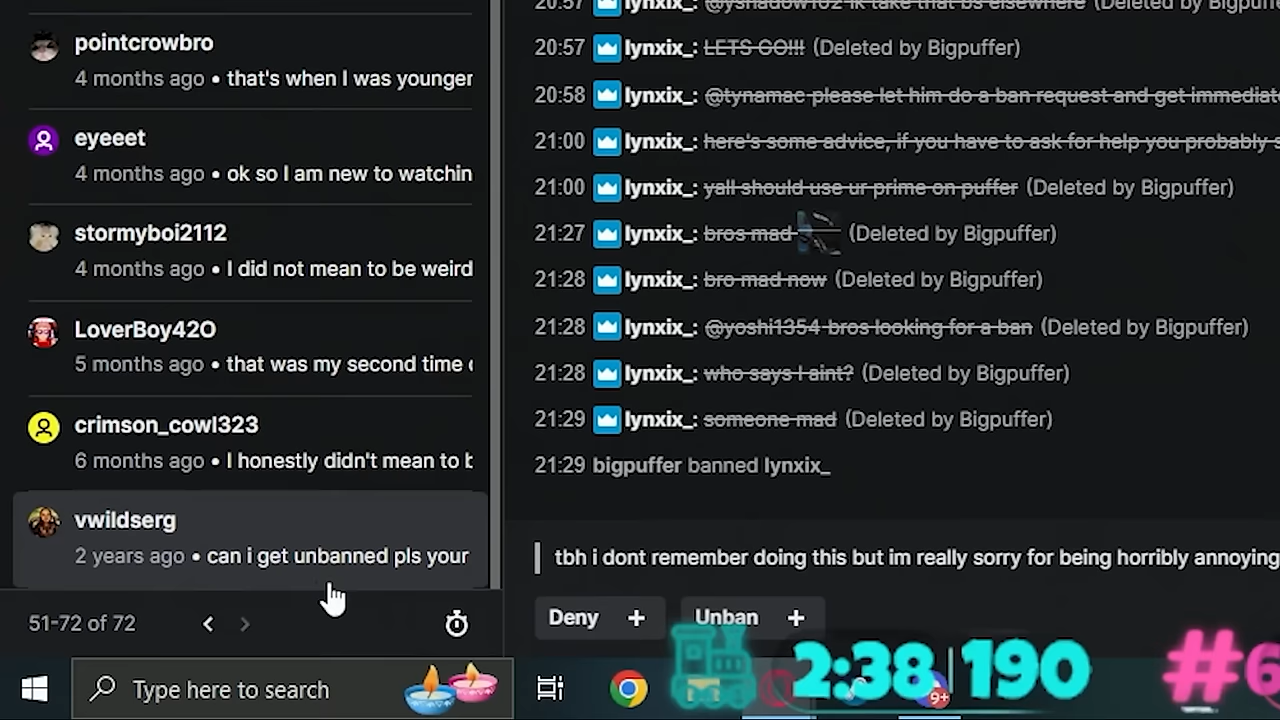 pointcrowbro
4 months ago • that's when I was younger
eyeeet
4 months ago • ok so I am new to watchin
stormyboi2112
4 months ago • I did not mean to be weird
LoverBoy42O
5 months ago • that was my second time
crimson_cowl323
6 months ago • I honestly didn't mean to b
vwildserg
2 years ago • can i get unbanned pls your
51-72 of 72
20:57 lynxix_: @yshadow102 ik take that bs elsewhere (Deleted by Bigpuffer)
20:57 lynxix_: LETS GO!!! (Deleted by Bigpuffer)
20:58 lynxix_: @tynamac please let him do a ban request and get immediat
21:00 lynxix_: here's some advice, if you have to ask for help you probably s
21:00 lynxix_: yall should use ur prime on puffer (Deleted by Bigpuffer)
21:27 lynxix_: bros mad (Deleted by Bigpuffer)
21:28 lynxix_: bro mad now (Deleted by Bigpuffer)
21:28 lynxix_: @yoshi1354 bros looking for a ban (Deleted by Bigpuffer)
21:28 lynxix_: who says I aint? (Deleted by Bigpuffer)
21:29 lynxix_: someone mad (Deleted by Bigpuffer)
21:29 bigpuffer banned lynxix_
tbh i dont remember doing this but im really sorry for being horribly annoying
Deny +
Unban +
Type here to search
9+
2:38|190
#6